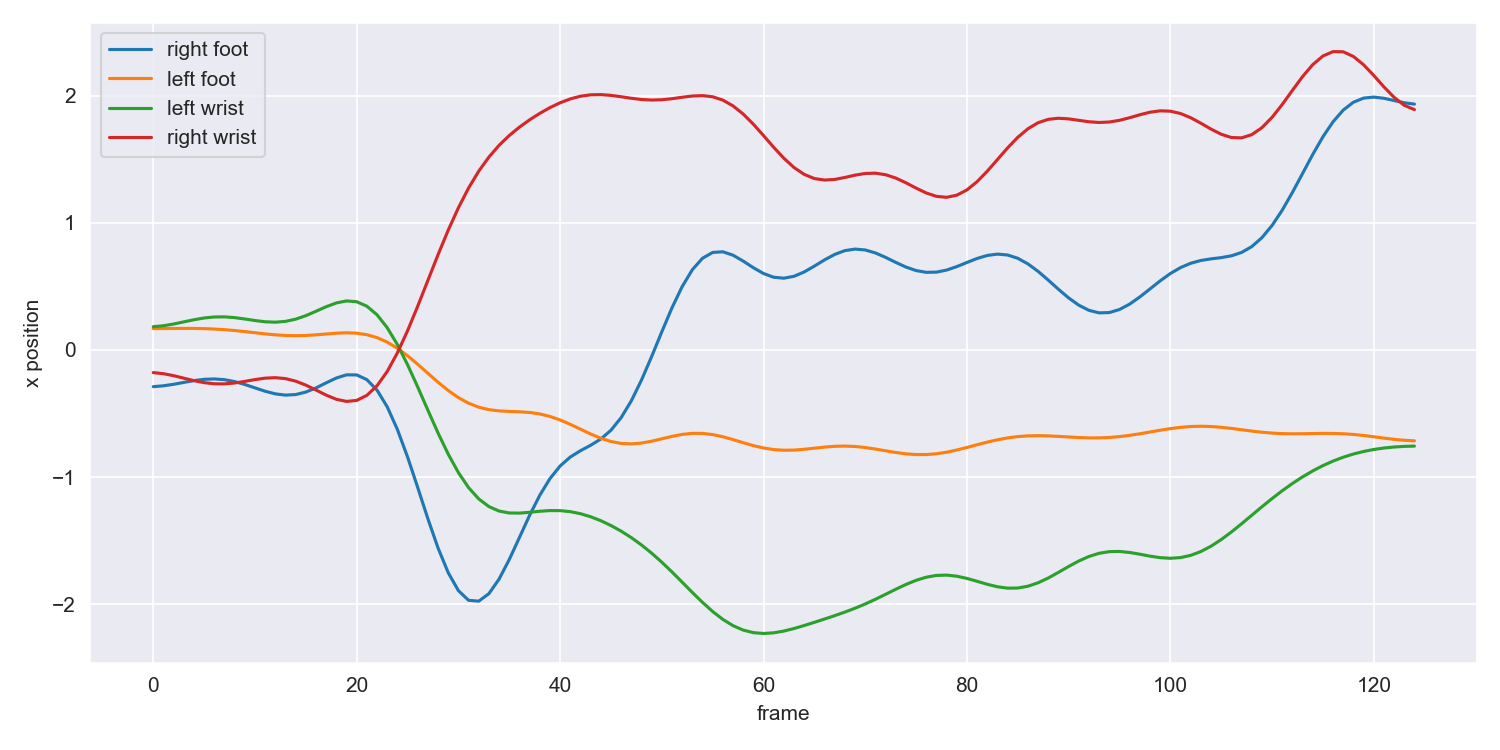 right foot
left foot
left wrist
right wrist
2
1
0
−1
−2
x position
0 20 40 60 80 100 120
frame